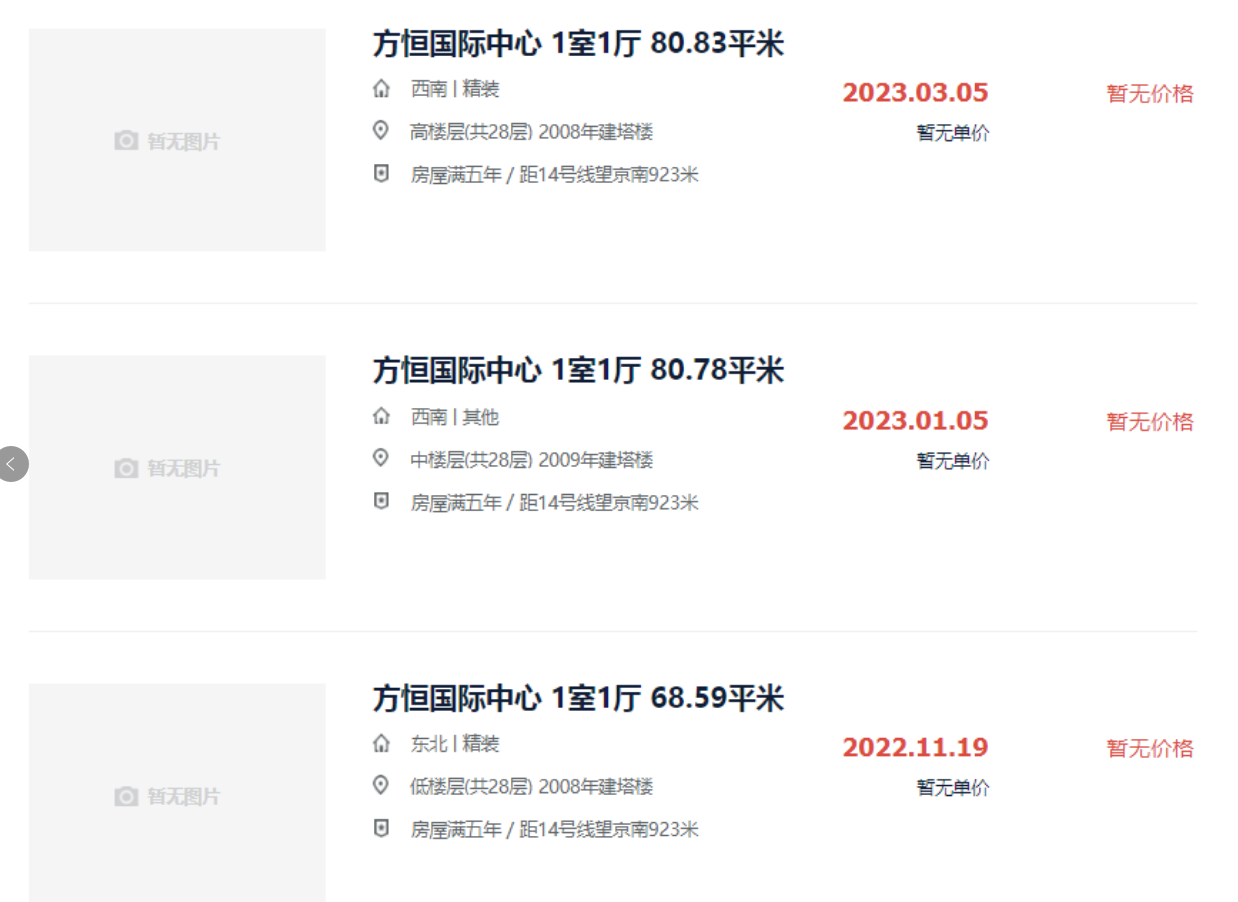 方恒国际中心 1室1厅 80.83平米
西南 | 精装
2023.03.05
暂无价格
高楼层(共28层) 2008年建塔楼
暂无单价
暂无图片
房屋满五年 / 距14号线望京南923米
方恒国际中心 1室1厅 80.78平米
西南 | 其他
2023.01.05
暂无价格
中楼层(共28层) 2009年建塔楼
暂无单价
暂无图片
房屋满五年 / 距14号线望京南923米
方恒国际中心 1室1厅 68.59平米
东北 | 精装
2022.11.19
暂无价格
低楼层(共28层) 2008年建塔楼
暂无单价
暂无图片
房屋满五年 / 距14号线望京南923米